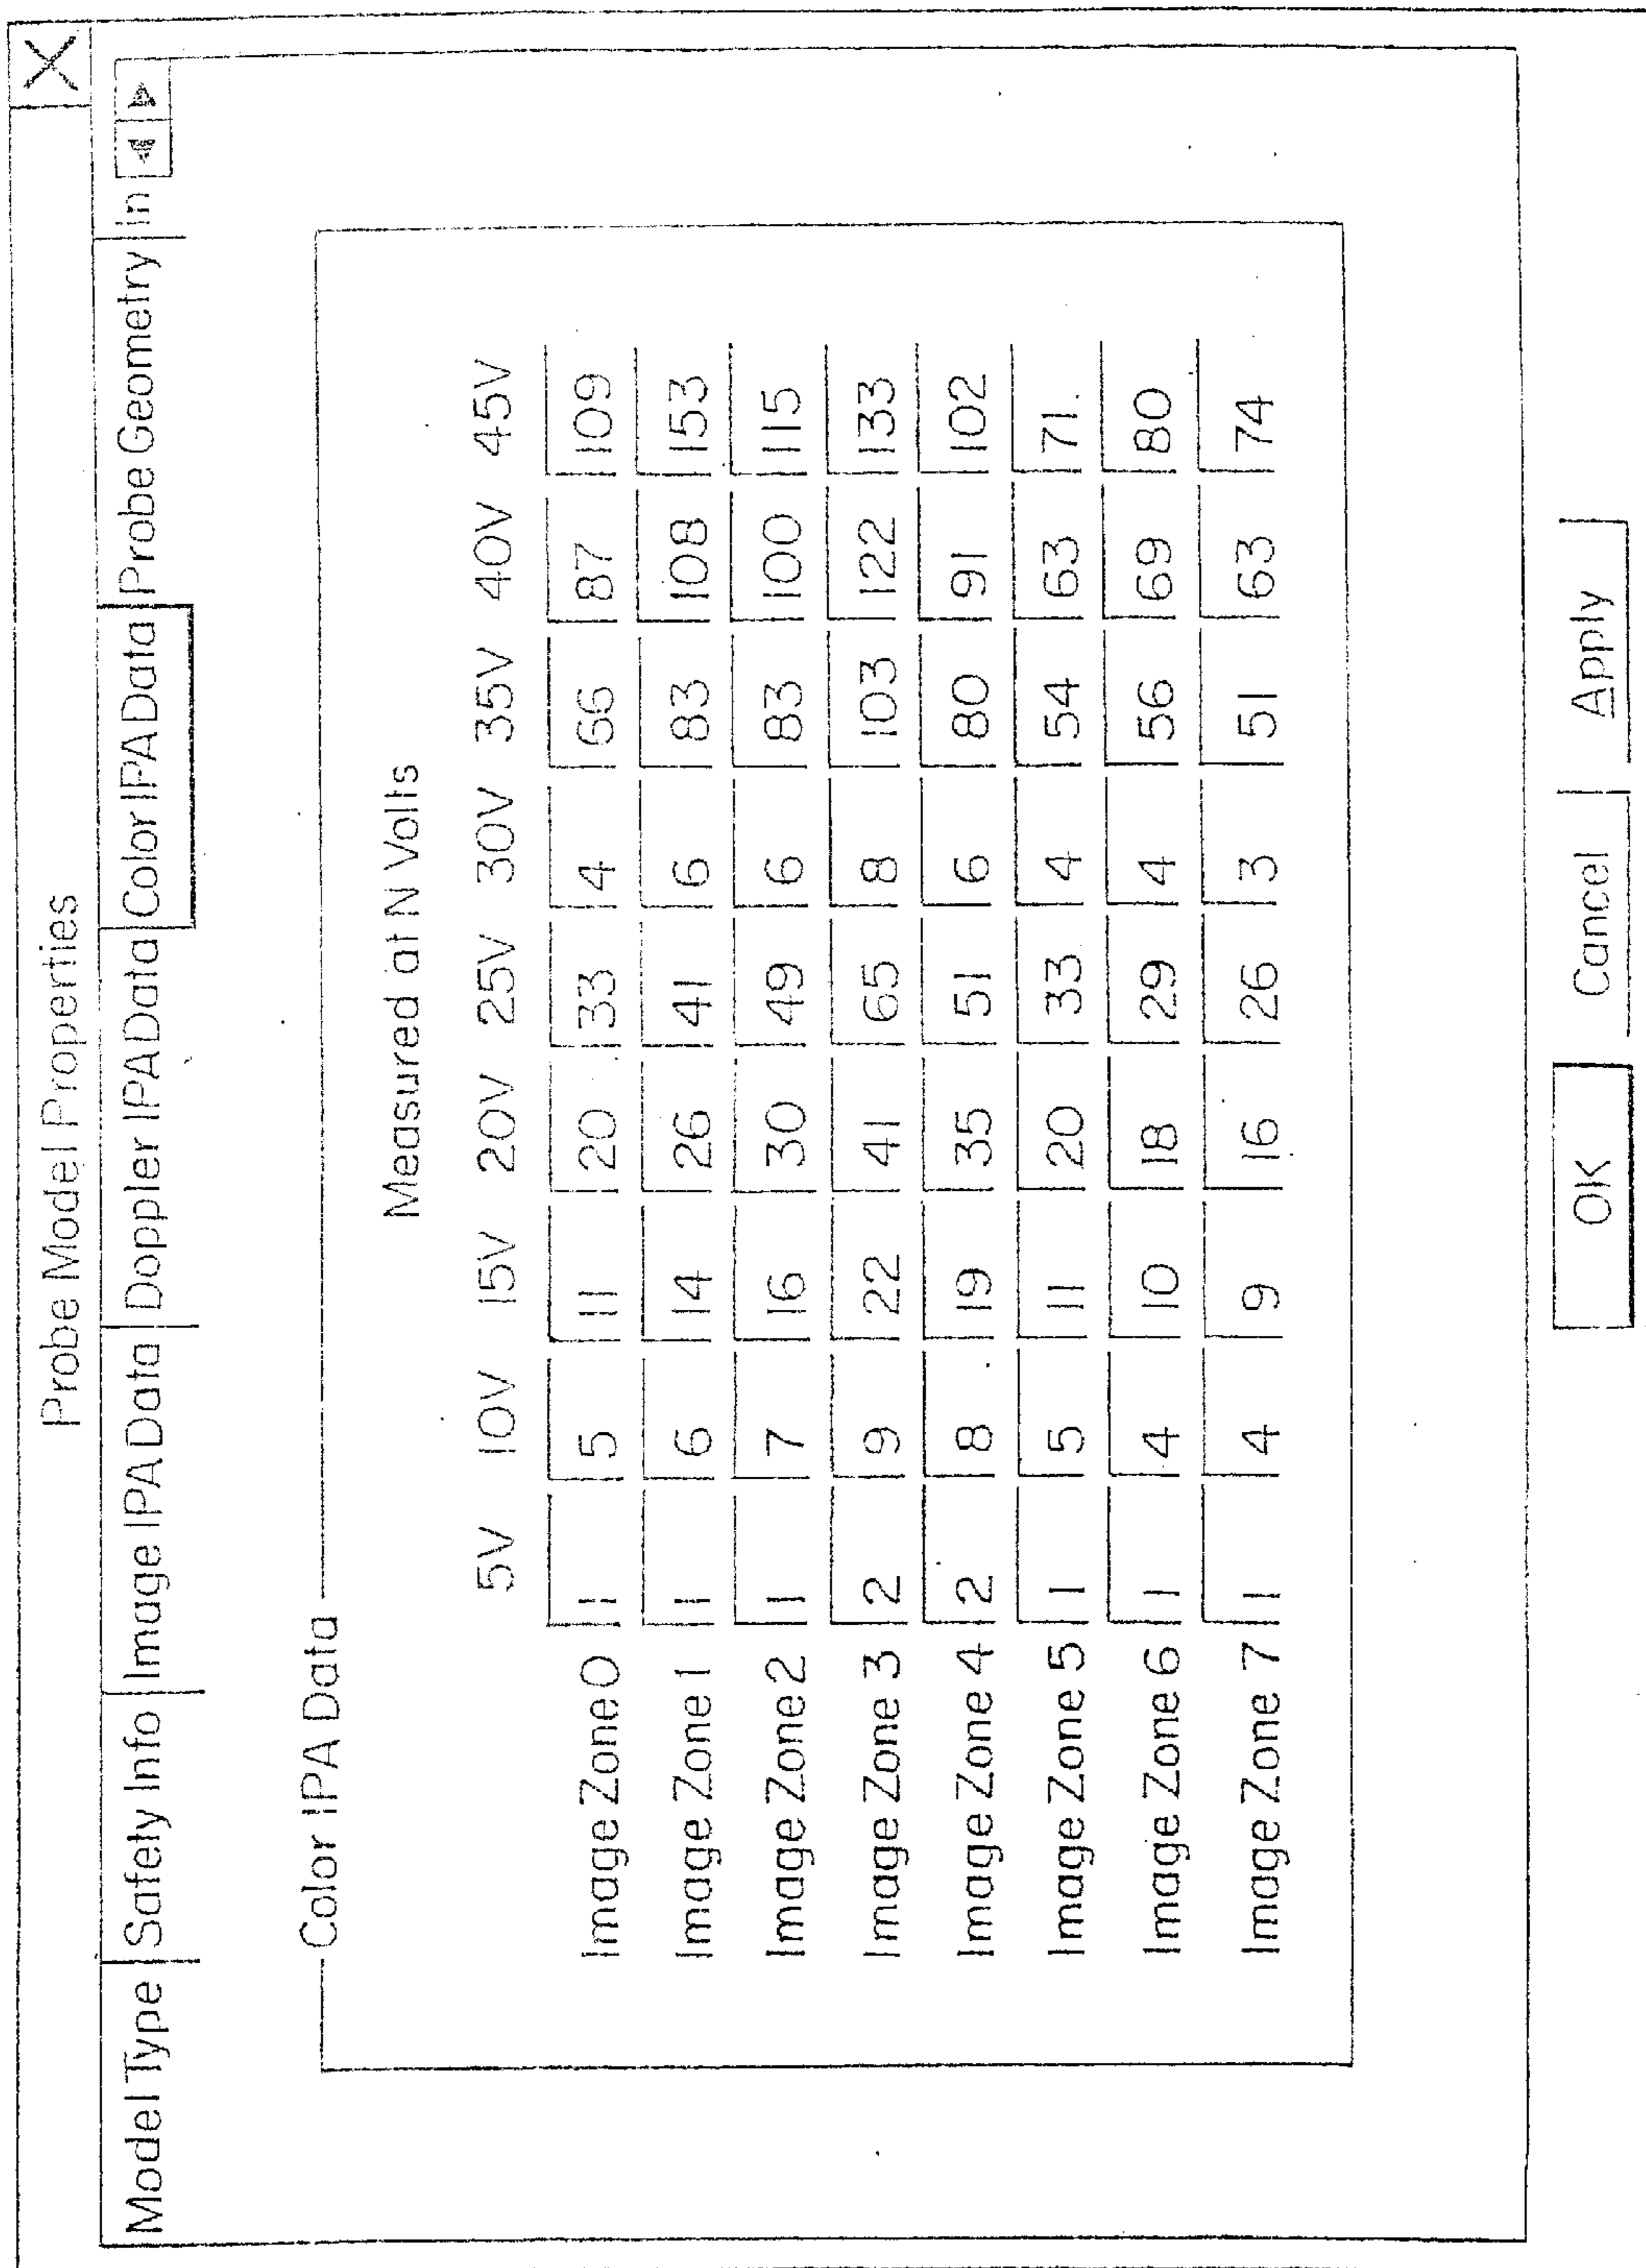 Probe Model Properties X
Model Type Safety Info Image IPA Data Doppler IPA Data Color IPA Data Probe Geometry In
Color IPA Data
Measured at N Volts
5V 10V 15V 20V 25V 30V 35V 40V 45V
Image Zone 0 1 5 11 20 33 4 66 87 109
Image Zone 1 1 6 14 26 41 6 83 108 153
Image Zone 2 1 7 16 30 49 6 83 100 115
Image Zone 3 2 9 22 41 65 8 103 122 133
Image Zone 4 2 8 19 35 51 6 80 91 102
Image Zone 5 1 5 11 20 33 4 54 63 71
Image Zone 6 1 4 10 18 29 4 56 69 80
Image Zone 7 1 4 9 16 26 3 51 63 74
OK Cancel Apply